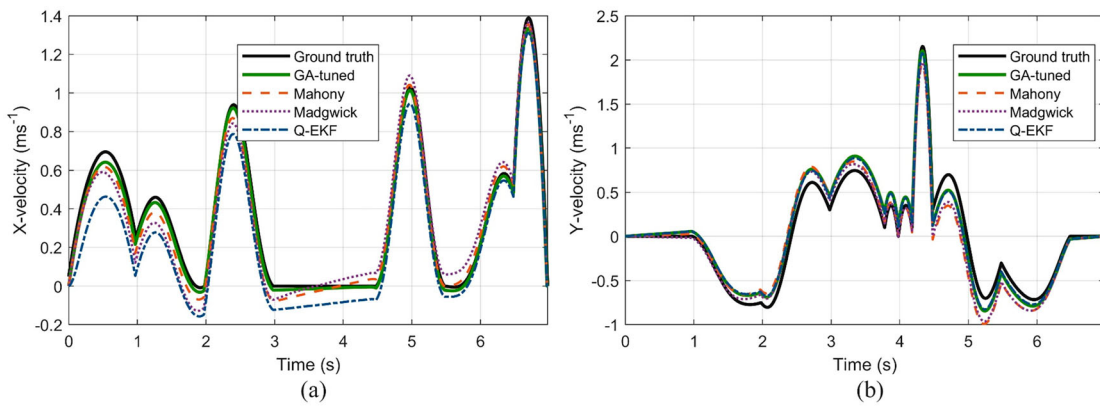 1.4
1.2
1
0.8
0.6
0.4
0.2
0
-0.2
X-velocity (ms-1)
Ground truth
GA-tuned
Mahony
Madgwick
Q-EKF
0 1 2 3 4 5 6
Time (s)
(a)
2.5
2
1.5
1
0.5
0
-0.5
-1
Y-velocity (ms-1)
Ground truth
GA-tuned
Mahony
Madgwick
Q-EKF
0 1 2 3 4 5 6
Time (s)
(b)